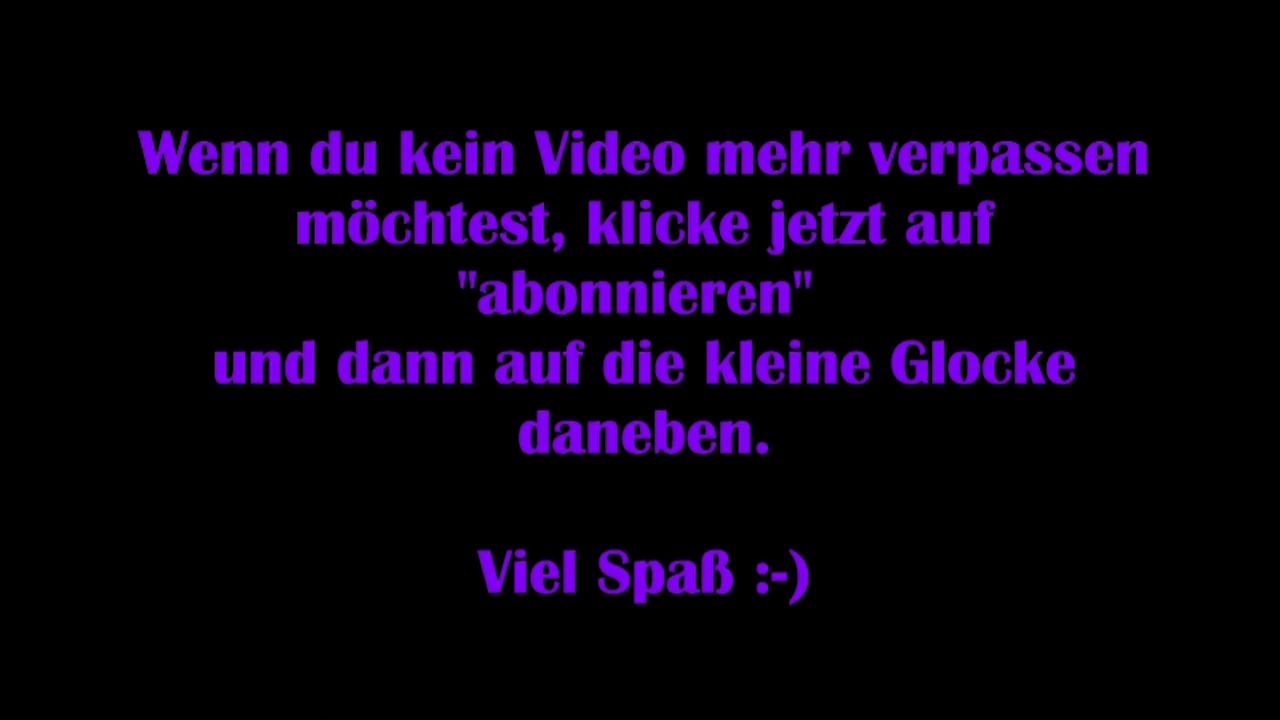 Wenn du kein Video mehr verpassen
möchtest, klicke jetzt auf
"abonnieren"
und dann auf die kleine Glocke
daneben.
Viel Spaß :-)